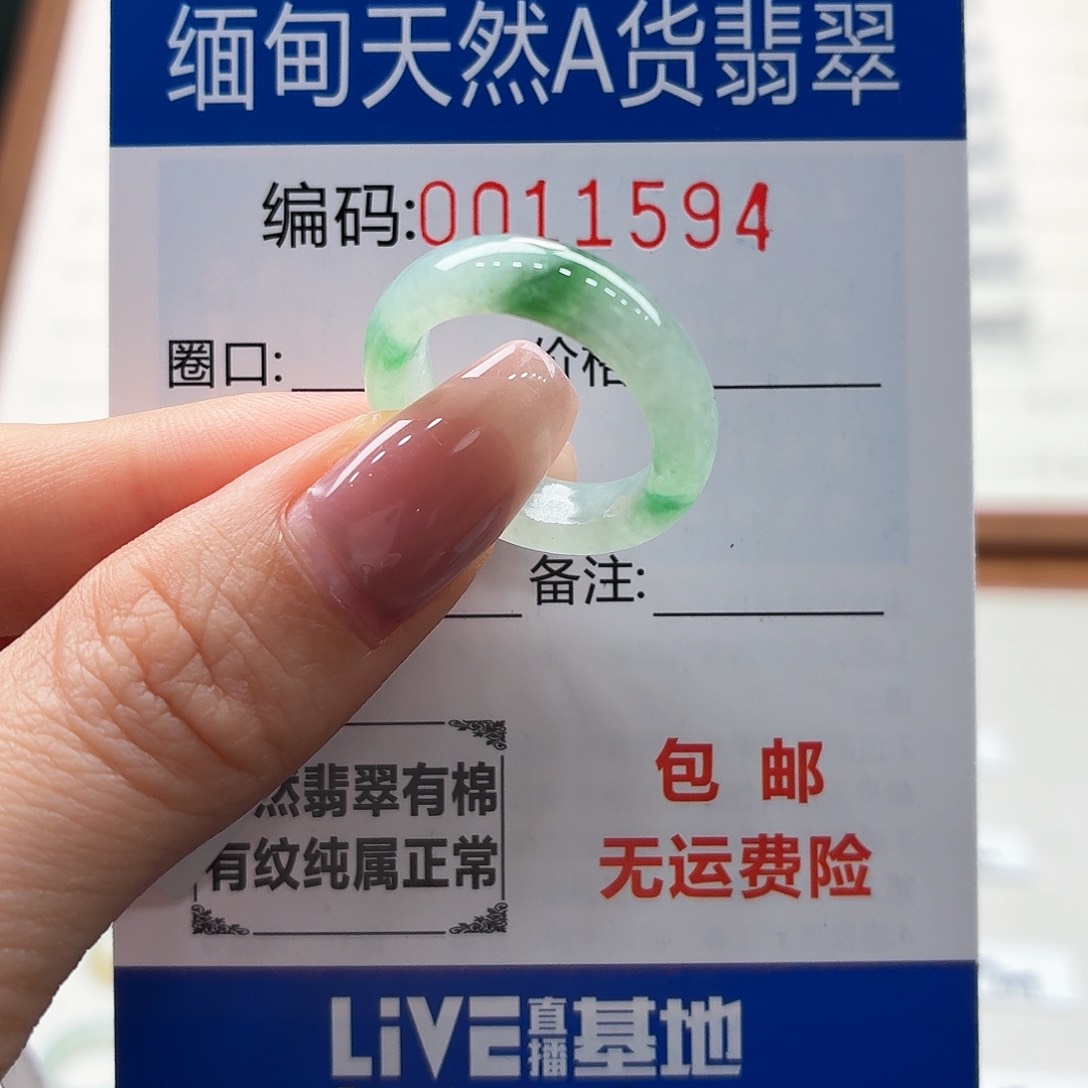 缅甸天然A货翡翠
编码:0011594
圈口: 价格
备注:
然翡翠有棉
有纹纯属正常
包邮
无运费险
LiVE直播基地